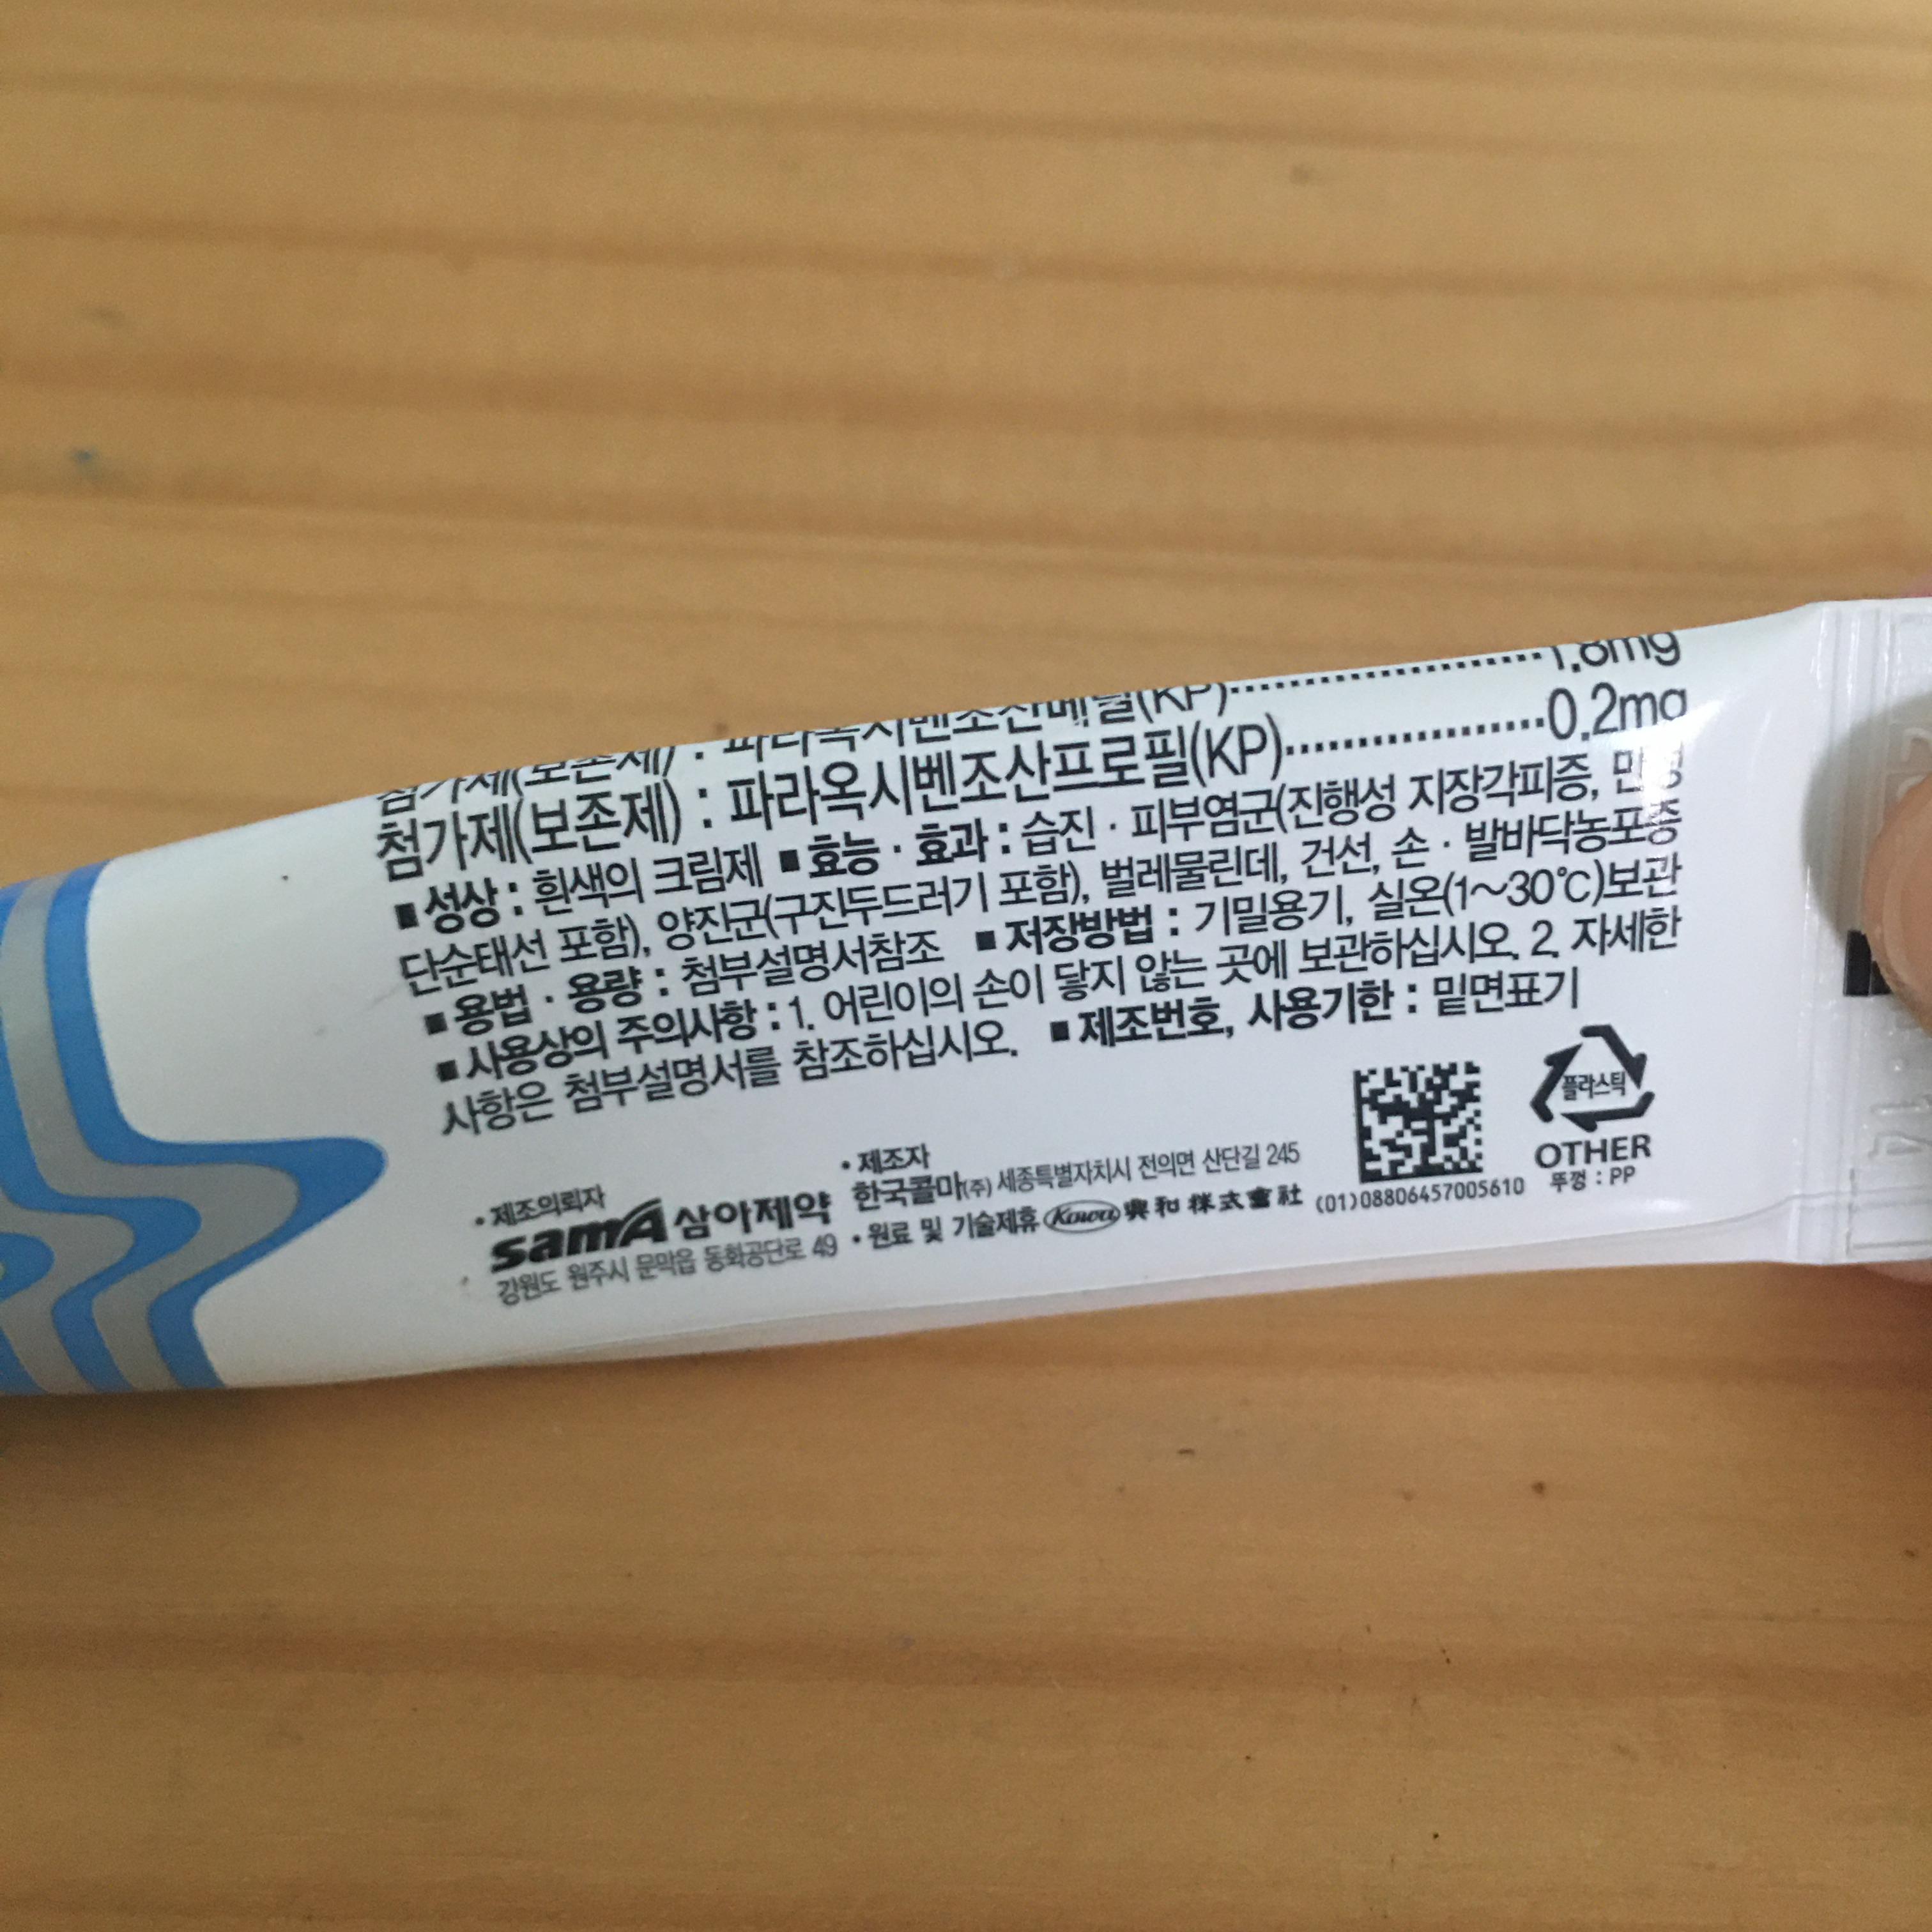 첨가제(보존제) : 파라옥시벤조산메틸(KP)·····················1.8mg
첨가제(보존제) : 파라옥시벤조산프로필(KP)··················0.2mg
■ 성상 : 흰색의 크림제 ■ 효능 · 효과 : 습진 · 피부염군(진행성 지장각피증, 만성
단순태선 포함), 양진군(구진두드러기 포함), 벌레물린데, 건선, 손 · 발바닥농포증
■ 용법 · 용량 : 첨부설명서참조 ■ 저장방법 : 기밀용기, 실온(1~30℃)보관
■ 사용상의 주의사항 : 1. 어린이의 손이 닿지 않는 곳에 보관하십시오. 2. 자세한
사항은 첨부설명서를 참조하십시오. ■ 제조번호, 사용기한 : 밑면표기
• 제조의뢰자
samA 삼아제약
강원도 원주시 문막읍 동화공단로 49
• 제조자
한국콜마(주) 세종특별자치시 전의면 산단길 245
• 원료 및 기술제휴 Kowa 興和株式會社
(01)08806457005610
플라스틱
OTHER
뚜껑 : PP